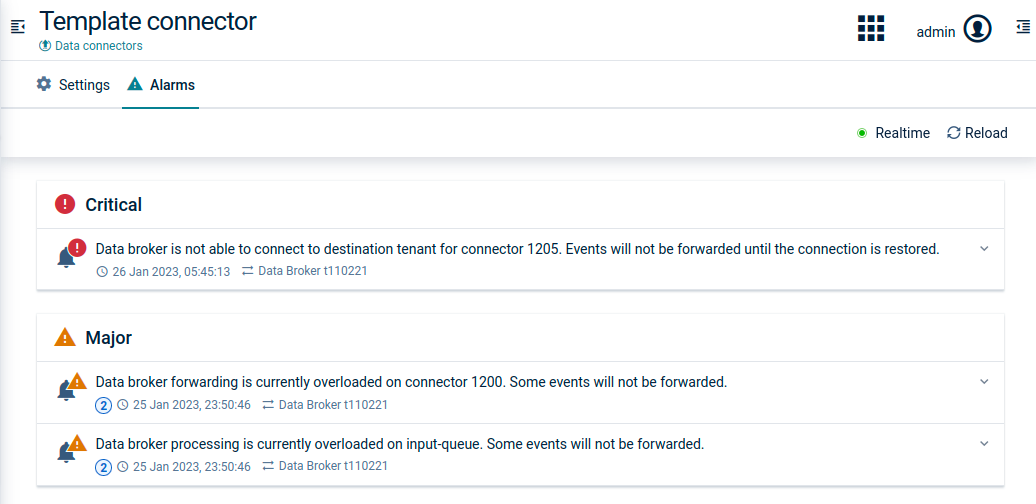 Template connector
admin
Data connectors
Settings
Alarms
Realtime
Reload
Critical
Data broker is not able to connect to destination tenant for connector 1205. Events will not be forwarded until the connection is restored.
26 Jan 2023, 05:45:13 Data Broker t110221
Major
Data broker forwarding is currently overloaded on connector 1200. Some events will not be forwarded.
2 25 Jan 2023, 23:50:46 Data Broker t110221
Data broker processing is currently overloaded on input-queue. Some events will not be forwarded.
2 25 Jan 2023, 23:50:46 Data Broker t110221